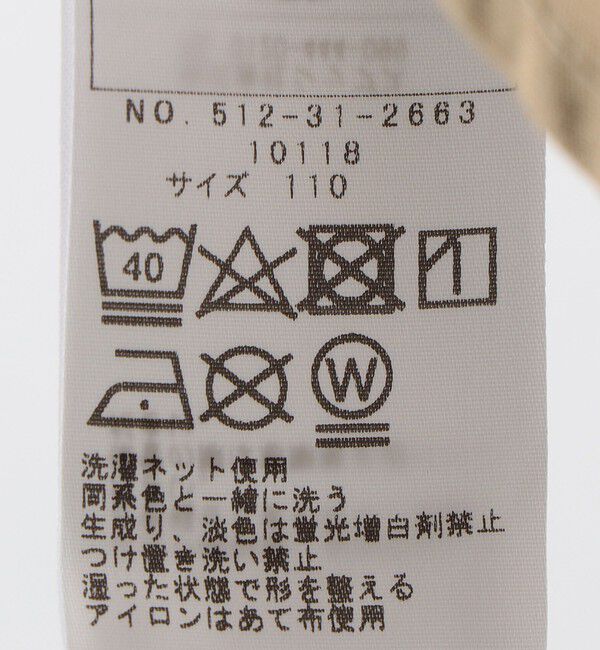 NO. 512-31-2663
10118
サイズ 110
40
W
洗濯ネット使用
同系色と一緒に洗う
生成り、淡色は蛍光増白剤禁止
つけ置き洗い禁止
湿った状態で形を整える
アイロンはあて布使用